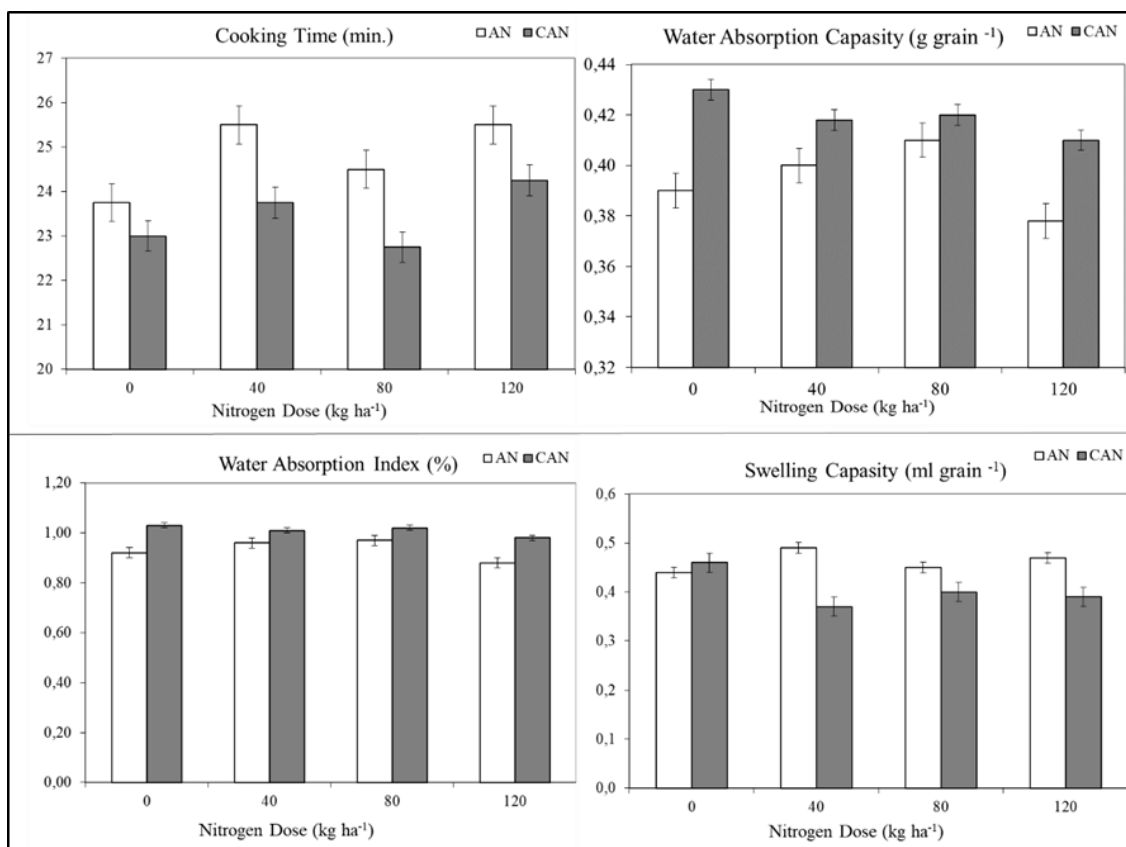 Cooking Time (min.)
AN CAN
27
26
25
24
23
22
21
20
0 40 80 120
Nitrogen Dose (kg ha⁻¹)
Water Absorption Capacity (g grain ⁻¹)
AN CAN
0,44
0,42
0,40
0,38
0,36
0,34
0,32
0 40 80 120
Nitrogen Dose (kg ha⁻¹)
Water Absorption Index (%)
AN CAN
1,20
1,00
0,80
0,60
0,40
0,20
0,00
0 40 80 120
Nitrogen Dose (kg ha⁻¹)
Swelling Capacity (ml grain ⁻¹)
AN CAN
0,6
0,5
0,4
0,3
0,2
0,1
0,0
0 40 80 120
Nitrogen Dose (kg ha⁻¹)